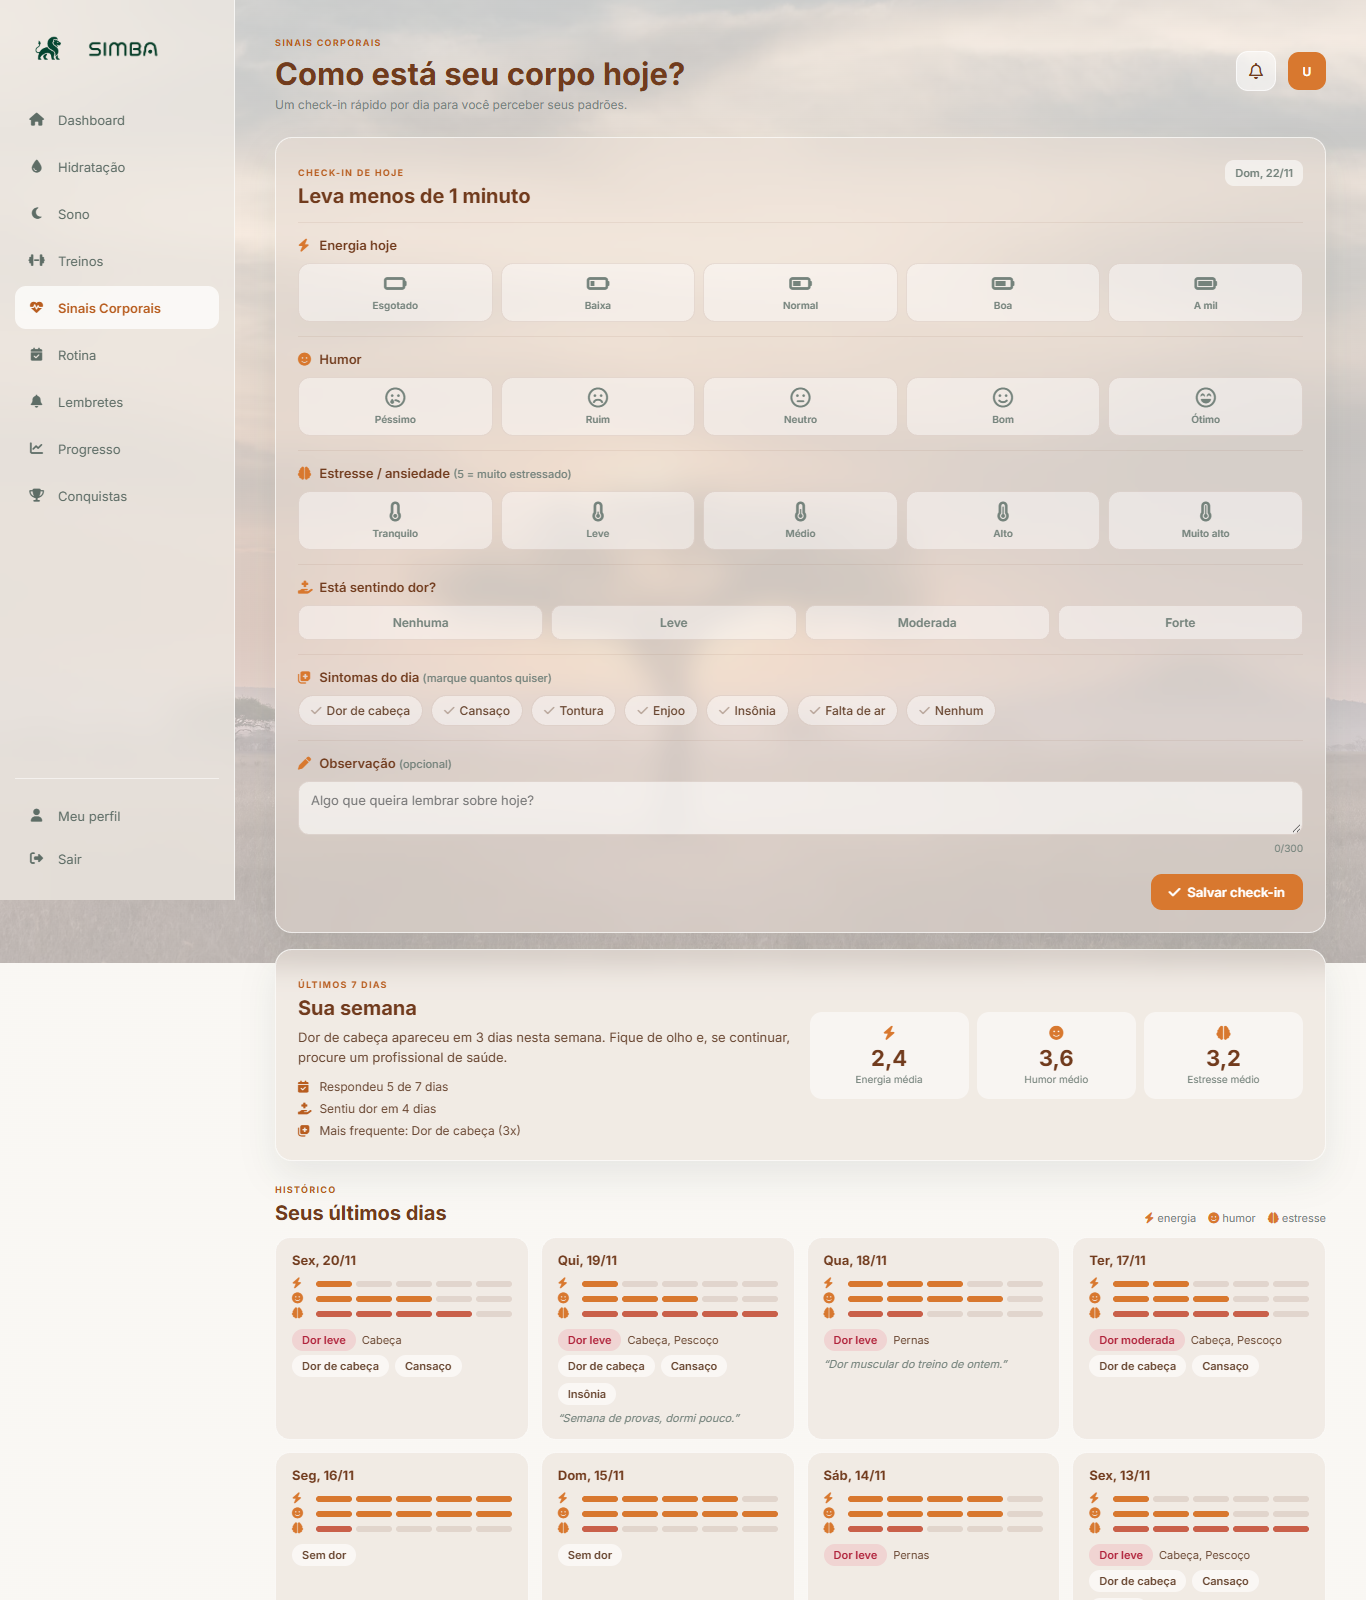 SIMBA
Dashboard
Hidratação
Sono
Treinos
Sinais Corporais
Rotina
Lembretes
Progresso
Conquistas
Meu perfil
Sair
SINAIS CORPORAIS
Como está seu corpo hoje?
Um check-in rápido por dia para você perceber seus padrões.
U
CHECK-IN DE HOJE
Leva menos de 1 minuto
Dom, 22/11
Energia hoje
Esgotado Baixa Normal Boa A mil
Humor
Péssimo Ruim Neutro Bom Ótimo
Estresse / ansiedade (5 = muito estressado)
Tranquilo Leve Médio Alto Muito alto
Está sentindo dor?
Nenhuma Leve Moderada Forte
Sintomas do dia (marque quantos quiser)
Dor de cabeça Cansaço Tontura Enjoo Insônia Falta de ar Nenhum
Observação (opcional)
Algo que queira lembrar sobre hoje?
0/300
Salvar check-in
ÚLTIMOS 7 DIAS
Sua semana
Dor de cabeça apareceu em 3 dias nesta semana. Fique de olho e, se continuar,
procure um profissional de saúde.
Respondeu 5 de 7 dias
Sentiu dor em 4 dias
Mais frequente: Dor de cabeça (3x)
2,4
Energia média
3,6
Humor médio
3,2
Estresse médio
HISTÓRICO
Seus últimos dias
energia humor estresse
Sex, 20/11
Dor leve Cabeça
Dor de cabeça Cansaço
Qui, 19/11
Dor leve Cabeça, Pescoço
Dor de cabeça Cansaço
Insônia
“Semana de provas, dormi pouco.”
Qua, 18/11
Dor leve Pernas
“Dor muscular do treino de ontem.”
Ter, 17/11
Dor moderada Cabeça, Pescoço
Dor de cabeça Cansaço
Seg, 16/11
Sem dor
Dom, 15/11
Sem dor
Sáb, 14/11
Dor leve Pernas
Sex, 13/11
Dor leve Cabeça, Pescoço
Dor de cabeça Cansaço